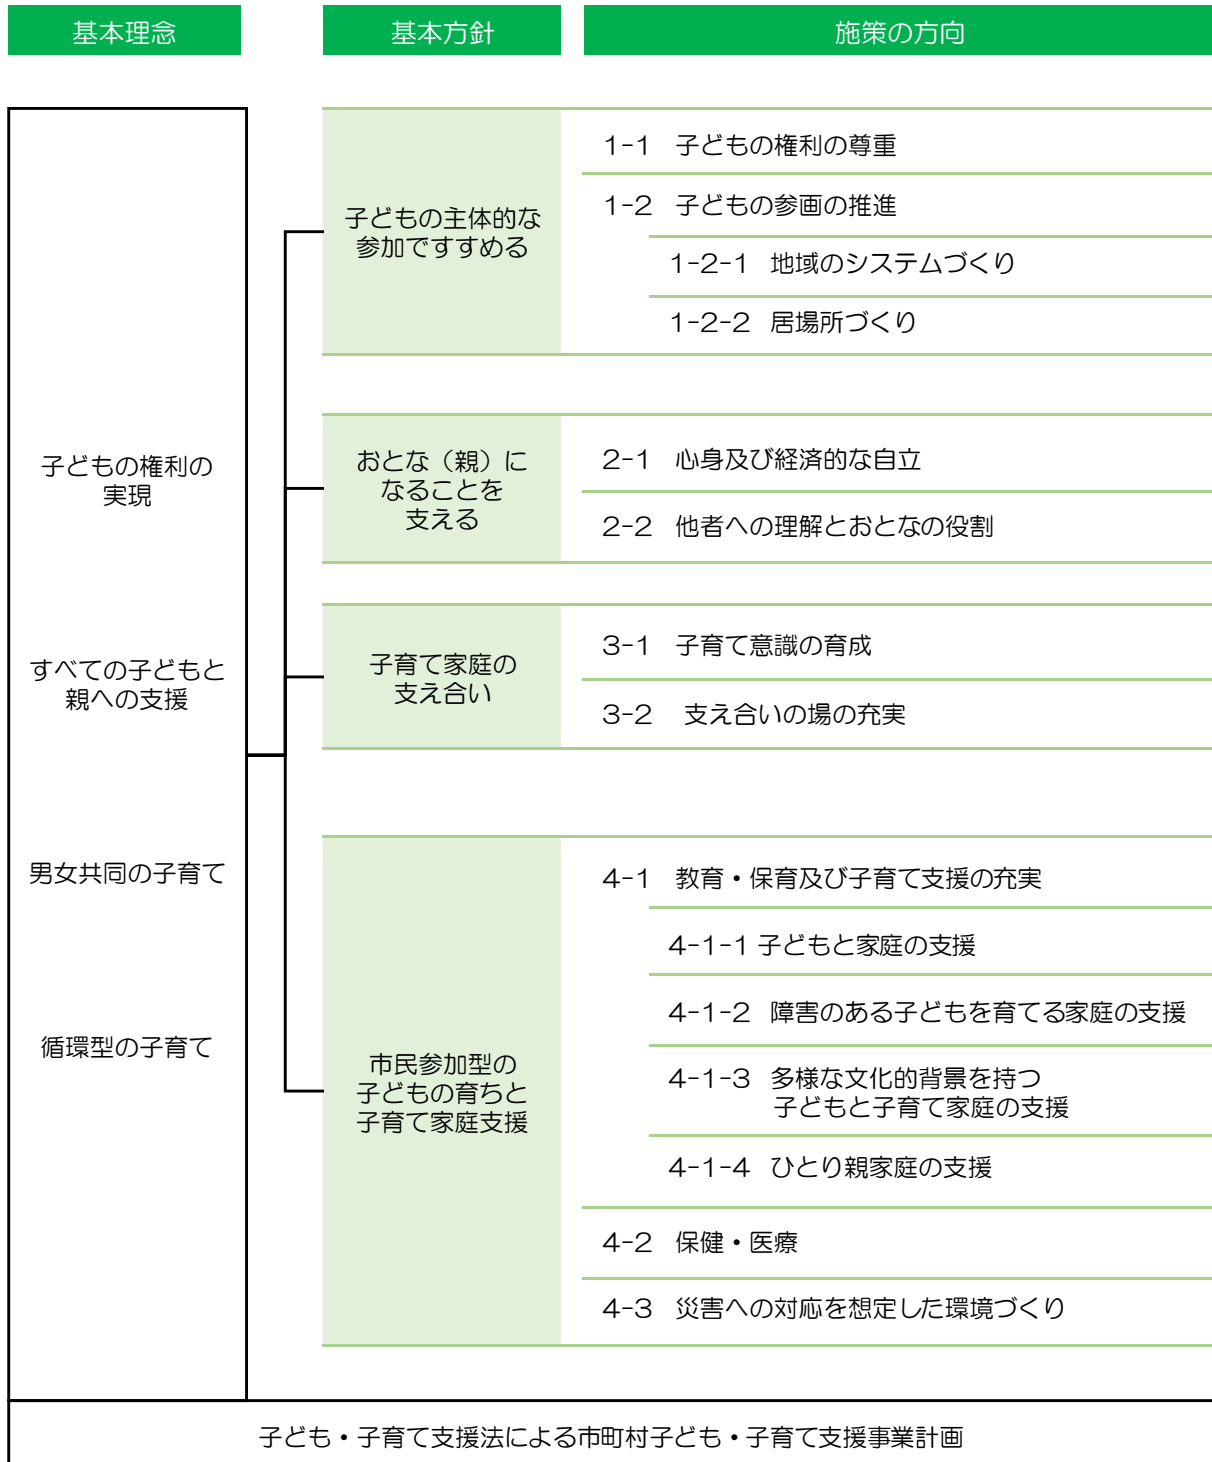 基本理念
基本方針
施策の方向
子どもの権利の
実現
すべての子どもと
親への支援
男女共同の子育て
循環型の子育て
子どもの主体的な
参加ですすめる
1-1 子どもの権利の尊重
1-2 子どもの参画の推進
1-2-1 地域のシステムづくり
1-2-2 居場所づくり
おとな（親）に
なることを
支える
2-1 心身及び経済的な自立
2-2 他者への理解とおとなの役割
子育て家庭の
支え合い
3-1 子育て意識の育成
3-2 支え合いの場の充実
市民参加型の
子どもの育ちと
子育て家庭支援
4-1 教育・保育及び子育て支援の充実
4-1-1 子どもと家庭の支援
4-1-2 障害のある子どもを育てる家庭の支援
4-1-3 多様な文化的背景を持つ
子どもと子育て家庭の支援
4-1-4 ひとり親家庭の支援
4-2 保健・医療
4-3 災害への対応を想定した環境づくり
子ども・子育て支援法による市町村子ども・子育て支援事業計画